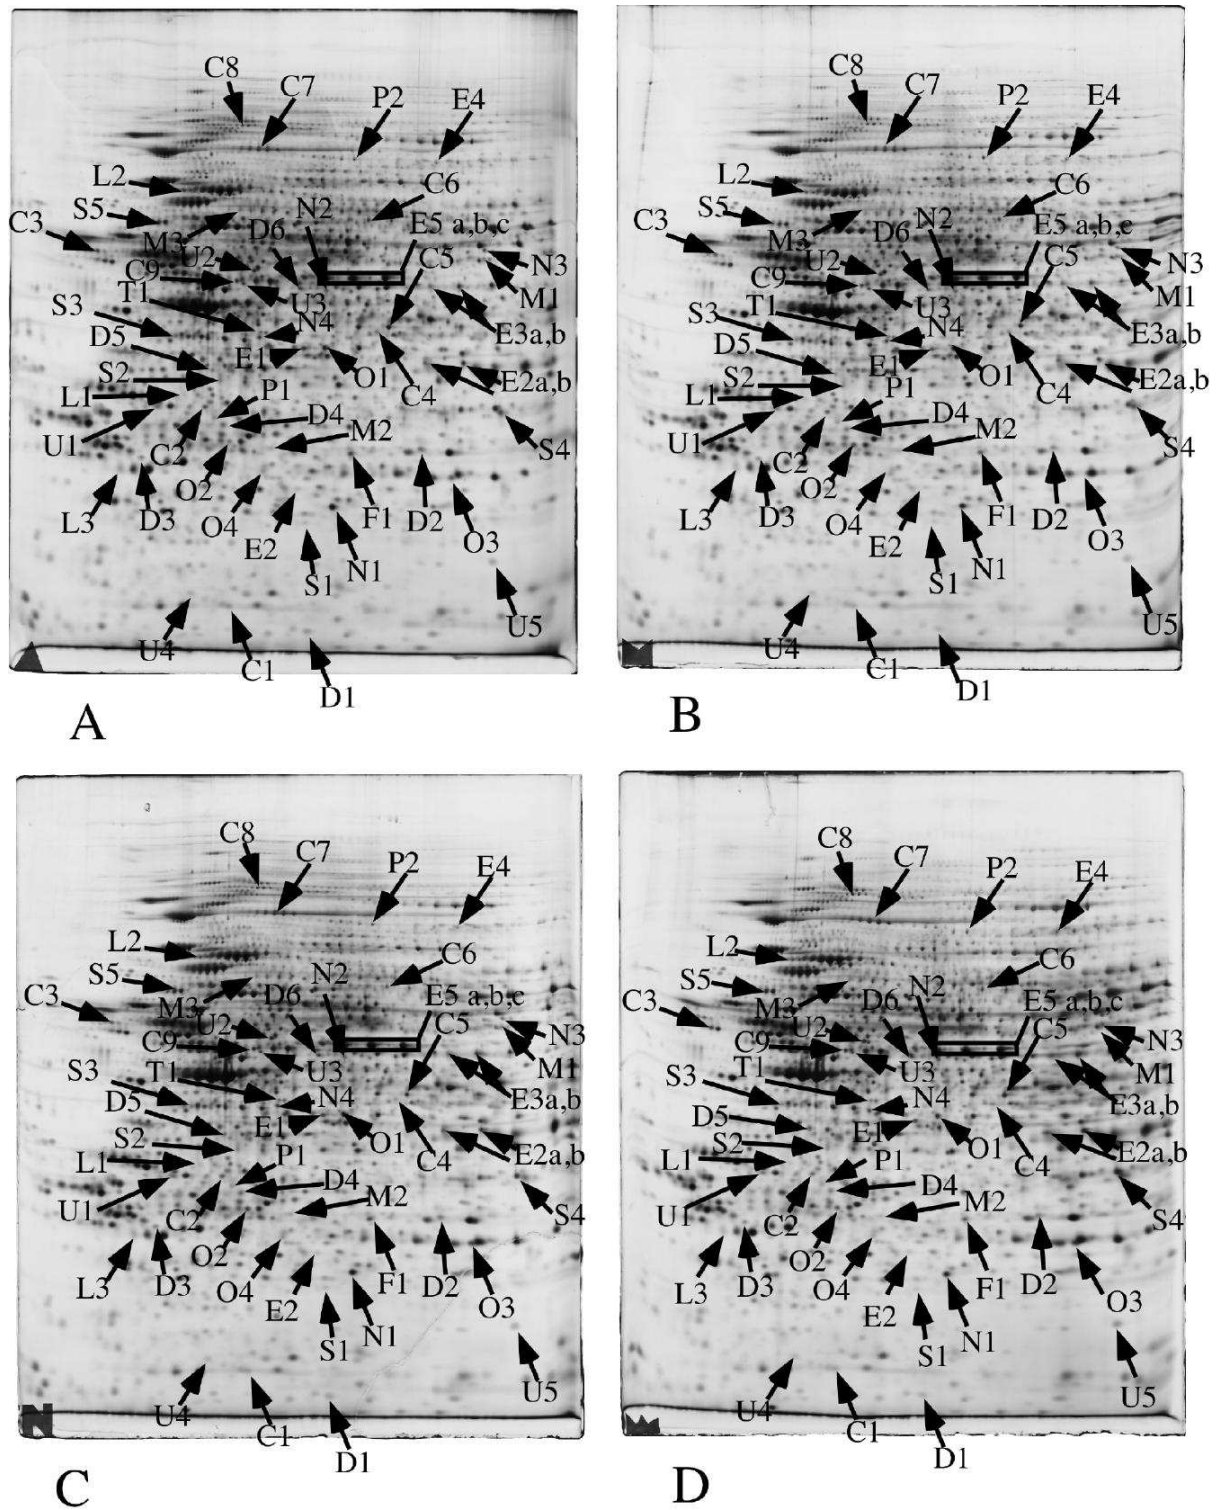 C8 C7 P2 E4
L2 C6
S5 N2 E5 a,b,c
C3 M3 D6 C5
U2 N3
C9 M1
T1 U3
S3 N4 E3a,b
D5 E1
S2 P1 O1 E2a,b
L1 D4 C4
U1 M2 S4
C2
O2
L3 D3 O4 F1 D2 O3
E2
S1 N1
U5
U4
C1
D1
A
C8 C7 P2 E4
L2 C6
S5 N2 E5 a,b,c
C3 M3 D6 C5
U2 N3
C9 M1
T1 U3
S3 N4 E3a,b
D5 E1
S2 P1 O1 E2a,b
L1 D4 C4
U1 M2 S4
C2
O2
L3 D3 O4 F1 D2 O3
E2
S1 N1
U5
U4
C1
D1
B
C8 C7 P2 E4
L2 C6
S5 N2 E5 a,b,c
C3 M3 D6 C5
U2 N3
C9 M1
T1 U3
S3 N4 E3a,b
D5 E1
S2 P1 O1 E2a,b
L1 D4 C4
U1 M2 S4
C2
O2
L3 D3 O4 F1 D2 O3
E2
S1 N1
U5
U4
C1
D1
C
C8 C7 P2 E4
L2 C6
S5 N2 E5 a,b,c
C3 M3 D6 C5
U2 N3
C9 M1
T1 U3
S3 N4 E3a,b
D5 E1
S2 P1 O1 E2a,b
L1 D4 C4
U1 M2 S4
C2
O2
L3 D3 O4 F1 D2 O3
E2
S1 N1
U5
U4
C1
D1
D